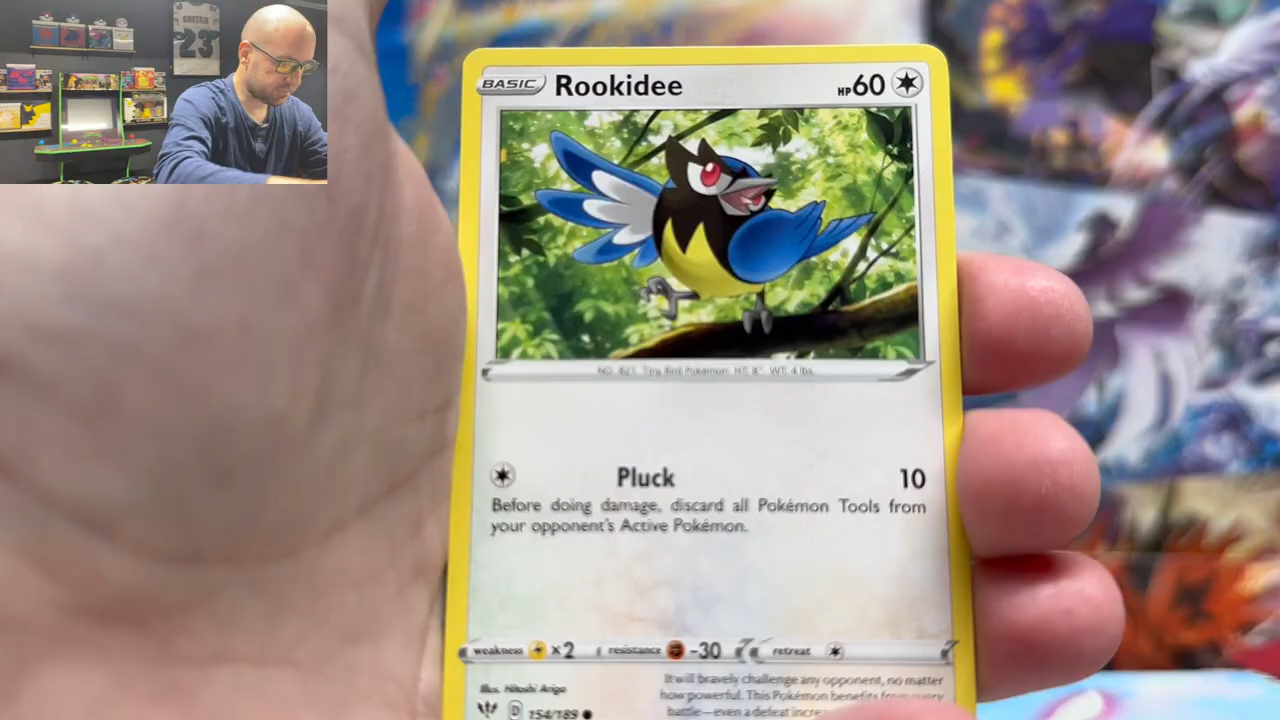 SUHTAM
23
BASIC Rookidee HP60
NO. 821 Tiny Bird Pokémon HT: 8" WT: 4 lbs.
Pluck 10
Before doing damage, discard all Pokémon Tools from
your opponent's Active Pokémon.
weakness ×2 resistance -30 retreat
Illus. Hitoshi Ariga
It will bravely challenge any opponent, no matter
how powerful. This Pokémon benefits from every
D 154/189
battle—even a defeat